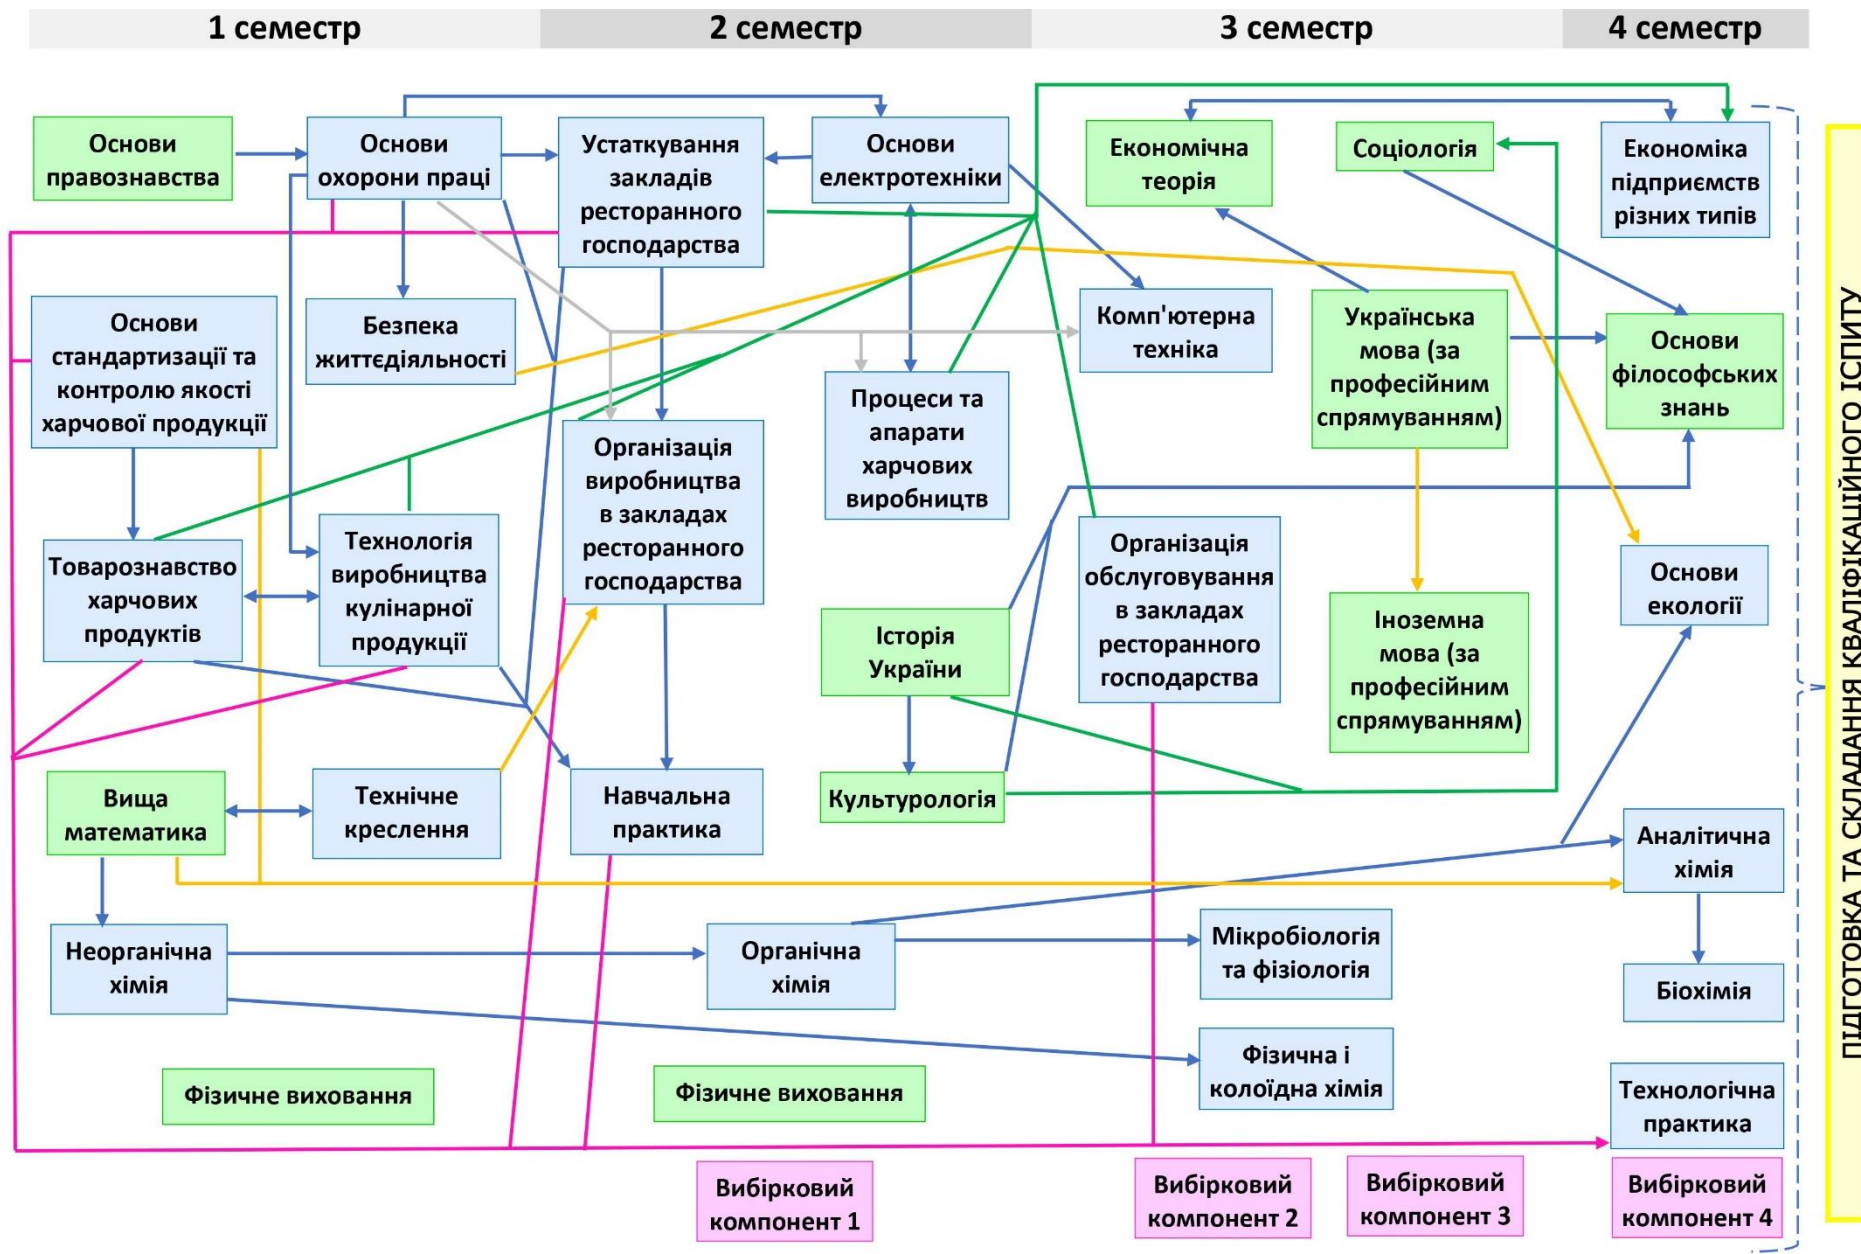 1 семестр
2 семестр
3 семестр
4 семестр
Основи
правознавства
Основи
охорони праці
Устаткування
закладів
ресторанного
господарства
Основи
електротехніки
Економічна
теорія
Соціологія
Економіка
підприємств
різних типів
Основи
стандартизації та
контролю якості
харчової продукції
Безпека
життєдіяльності
Комп'ютерна
техніка
Українська
мова (за
професійним
спрямуванням)
Основи
філософських
знань
Процеси та
апарати
харчових
виробництв
Організація
виробництва
в закладах
ресторанного
господарства
Товарознавство
харчових
продуктів
Технологія
виробництва
кулінарної
продукції
Організація
обслуговування
в закладах
ресторанного
господарства
Основи
екології
Історія
України
Іноземна
мова (за
професійним
спрямуванням)
Вища
математика
Технічне
креслення
Навчальна
практика
Культурологія
Аналітична
хімія
Неорганічна
хімія
Органічна
хімія
Мікробіологія
та фізіологія
Біохімія
Фізична і
колоїдна хімія
Фізичне виховання
Фізичне виховання
Технологічна
практика
Вибірковий
компонент 1
Вибірковий
компонент 2
Вибірковий
компонент 3
Вибірковий
компонент 4
ПІДГОТОВКА ТА СКЛАДАННЯ КВАЛІФІКАЦІЙНОГО ІСПИТУ